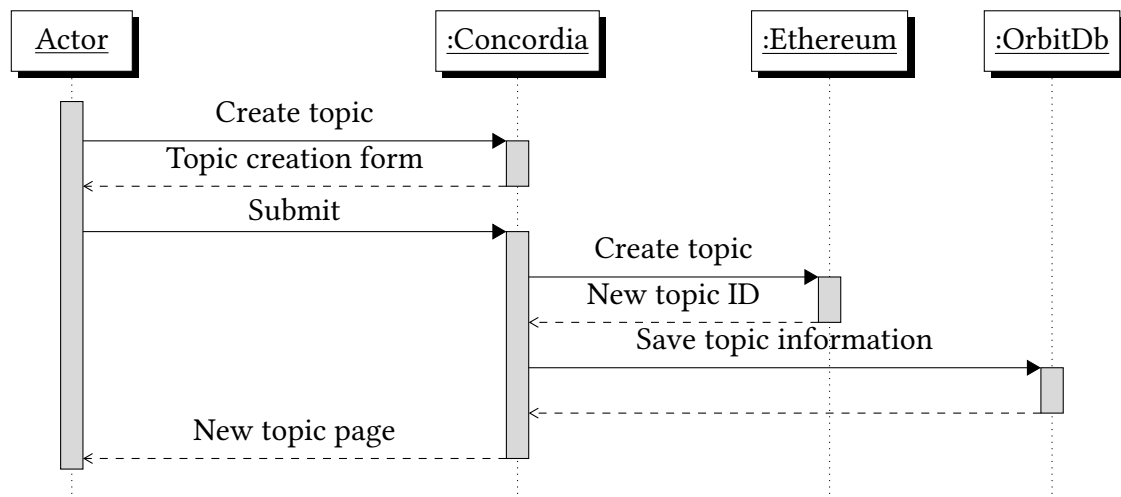 Actor
:Concordia
:Ethereum
:OrbitDb
Create topic
Topic creation form
Submit
Create topic
New topic ID
Save topic information
New topic page